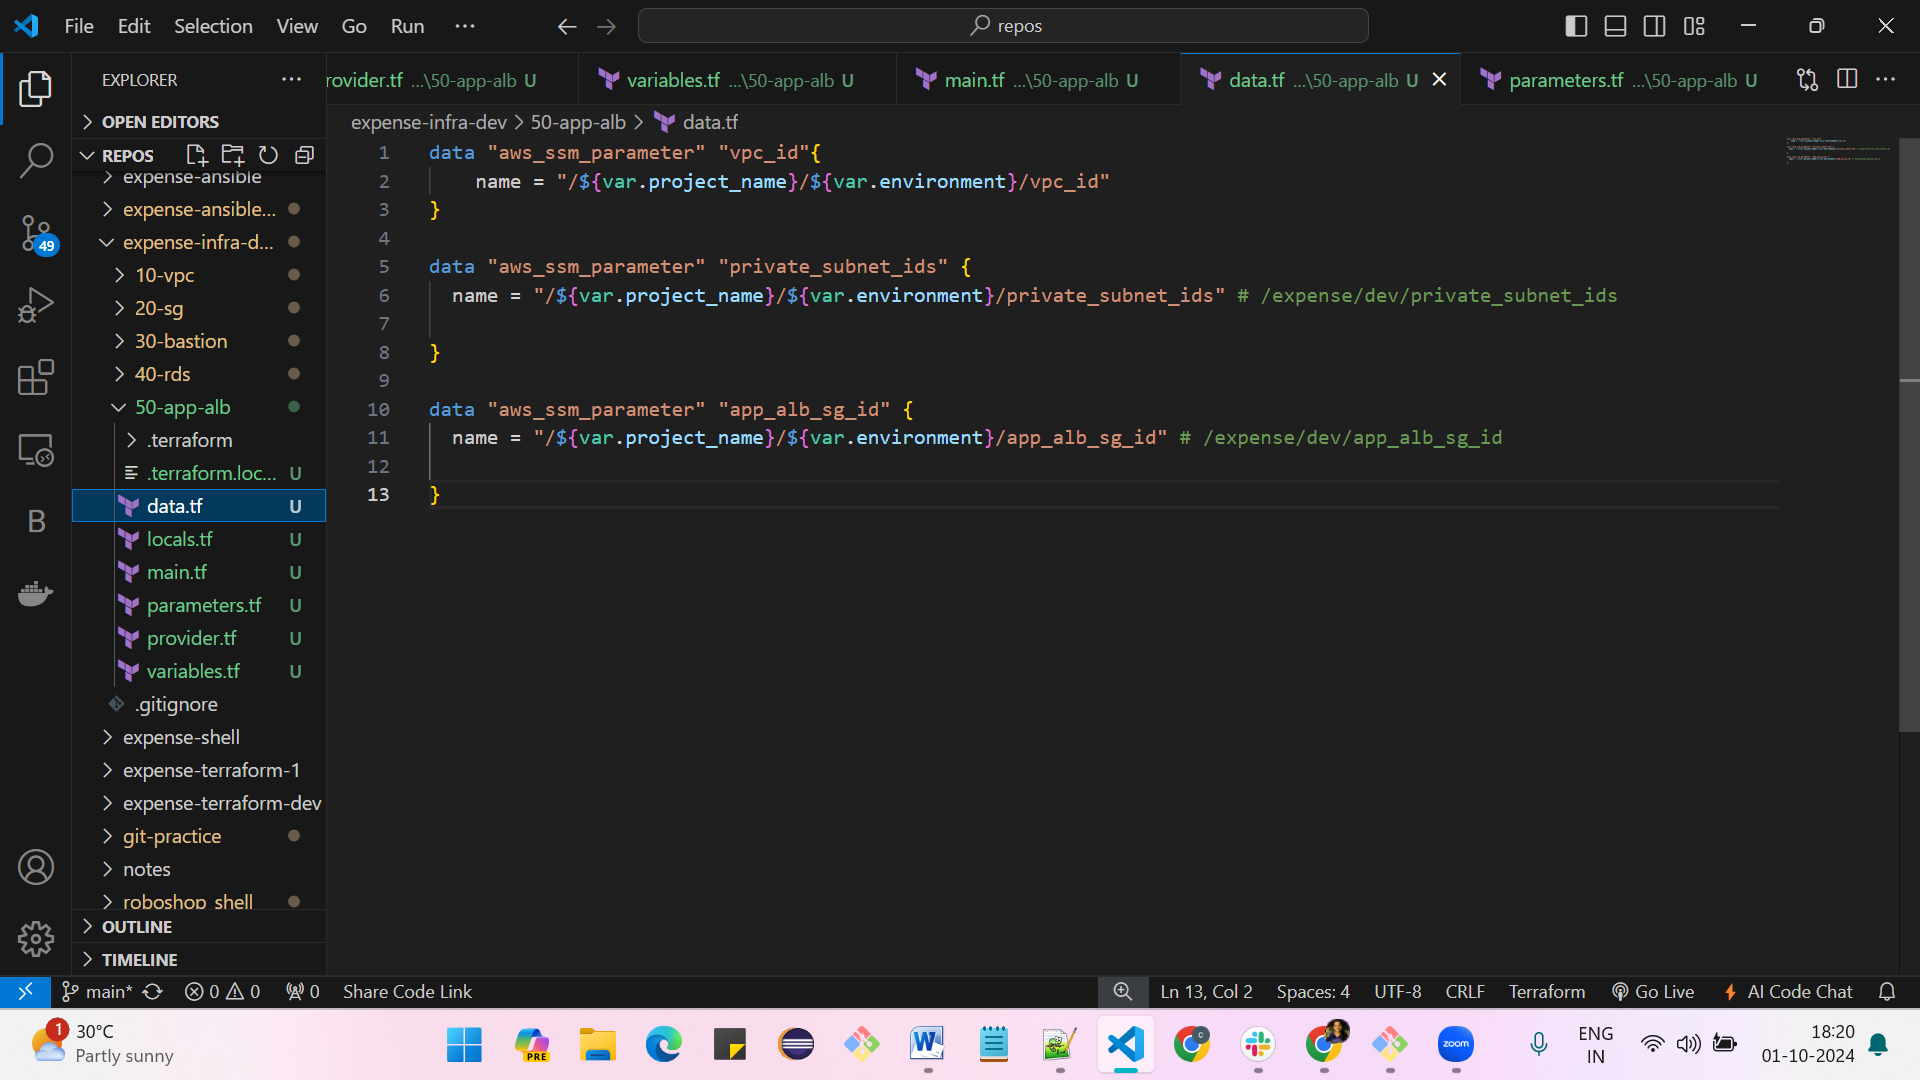 File Edit Selection View Go Run ···
repos
EXPLORER ···
rovider.tf ...\50-app-alb U
variables.tf ...\50-app-alb U
main.tf ...\50-app-alb U
data.tf ...\50-app-alb U
parameters.tf ...\50-app-alb U
OPEN EDITORS
REPOS
expense-ansible
expense-ansible...
expense-infra-d...
10-vpc
20-sg
30-bastion
40-rds
50-app-alb
.terraform
.terraform.loc... U
data.tf U
locals.tf U
main.tf U
parameters.tf U
provider.tf U
variables.tf U
.gitignore
expense-shell
expense-terraform-1
expense-terraform-dev
git-practice
notes
roboshop_shell
OUTLINE
TIMELINE
49
B
expense-infra-dev > 50-app-alb > data.tf
1 data "aws_ssm_parameter" "vpc_id"{
2 name = "/${var.project_name}/${var.environment}/vpc_id"
3 }
4
5 data "aws_ssm_parameter" "private_subnet_ids" {
6 name = "/${var.project_name}/${var.environment}/private_subnet_ids" # /expense/dev/private_subnet_ids
7
8 }
9
10 data "aws_ssm_parameter" "app_alb_sg_id" {
11 name = "/${var.project_name}/${var.environment}/app_alb_sg_id" # /expense/dev/app_alb_sg_id
12
13 }
main* 0 0 0 Share Code Link Ln 13, Col 2 Spaces: 4 UTF-8 CRLF Terraform Go Live AI Code Chat
1
30°C
Partly sunny
PRE
W
C
zoom
ENG
IN
18:20
01-10-2024